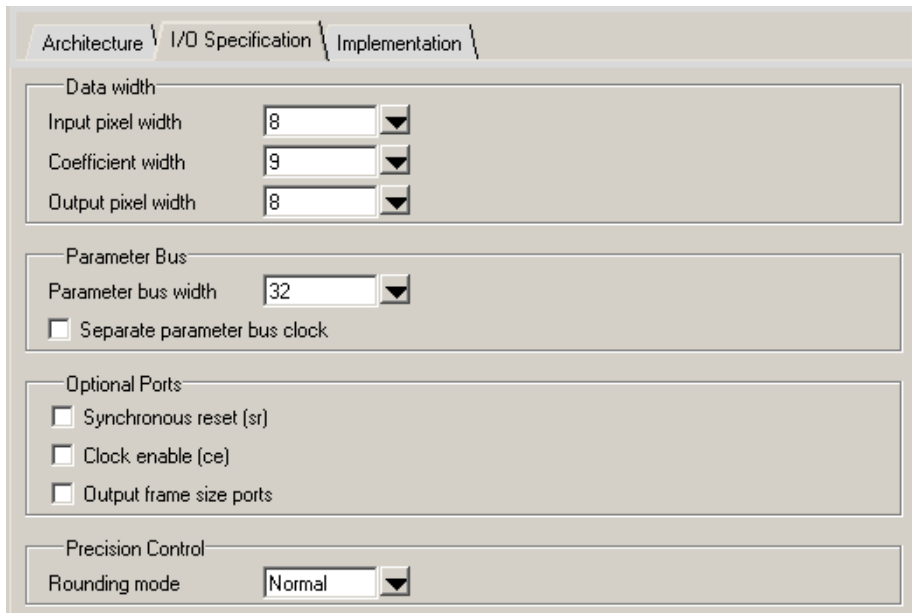 Architecture I/O Specification Implementation
Data width
Input pixel width 8
Coefficient width 9
Output pixel width 8
Parameter Bus
Parameter bus width 32
Separate parameter bus clock
Optional Ports
Synchronous reset (sr)
Clock enable (ce)
Output frame size ports
Precision Control
Rounding mode Normal